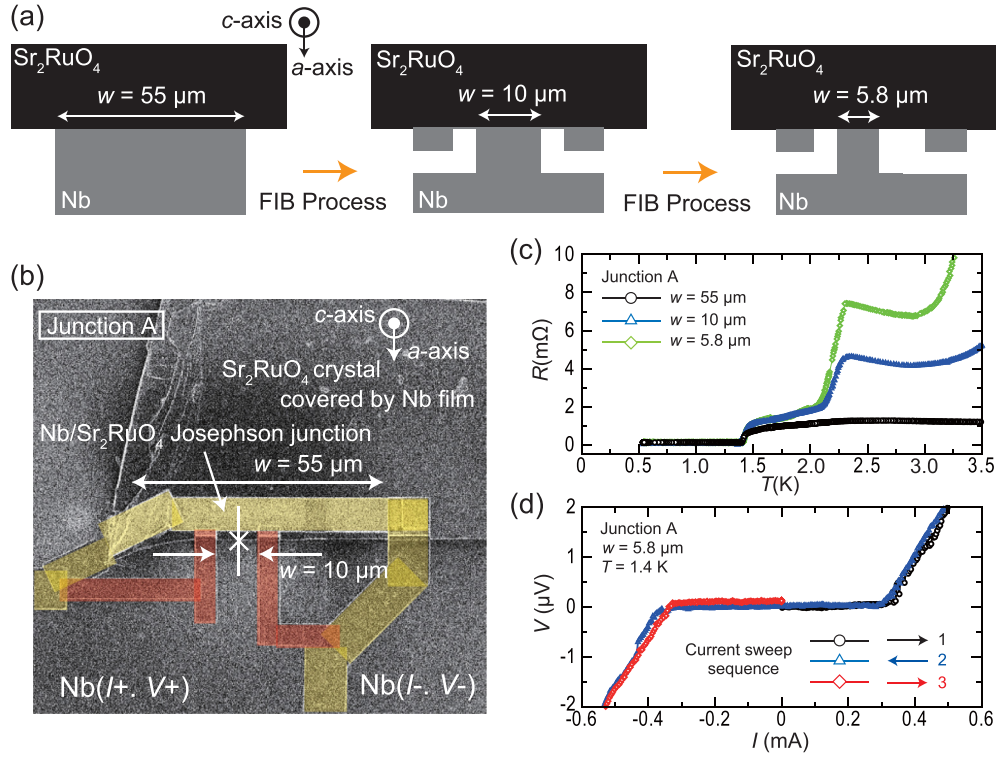 (a)
c-axis
a-axis
Sr2RuO4
w = 55 µm
Nb
FIB Process
Sr2RuO4
w = 10 µm
Nb
FIB Process
Sr2RuO4
w = 5.8 µm
Nb
(b)
Junction A
c-axis
a-axis
Sr2RuO4 crystal
covered by Nb film
Nb/Sr2RuO4 Josephson junction
w = 55 µm
w = 10 µm
Nb(I+. V+)
Nb(I-. V-)
(c)
Junction A
w = 55 µm
w = 10 µm
w = 5.8 µm
R(mΩ)
10
8
6
4
2
0
0 0.5 1.0 1.5 2.0 2.5 3.0 3.5
T(K)
(d)
Junction A
w = 5.8 µm
T = 1.4 K
V (µV)
2
1
0
-1
-2
Current sweep
sequence
1
2
3
-0.6 -0.4 -0.2 0 0.2 0.4 0.6
I (mA)